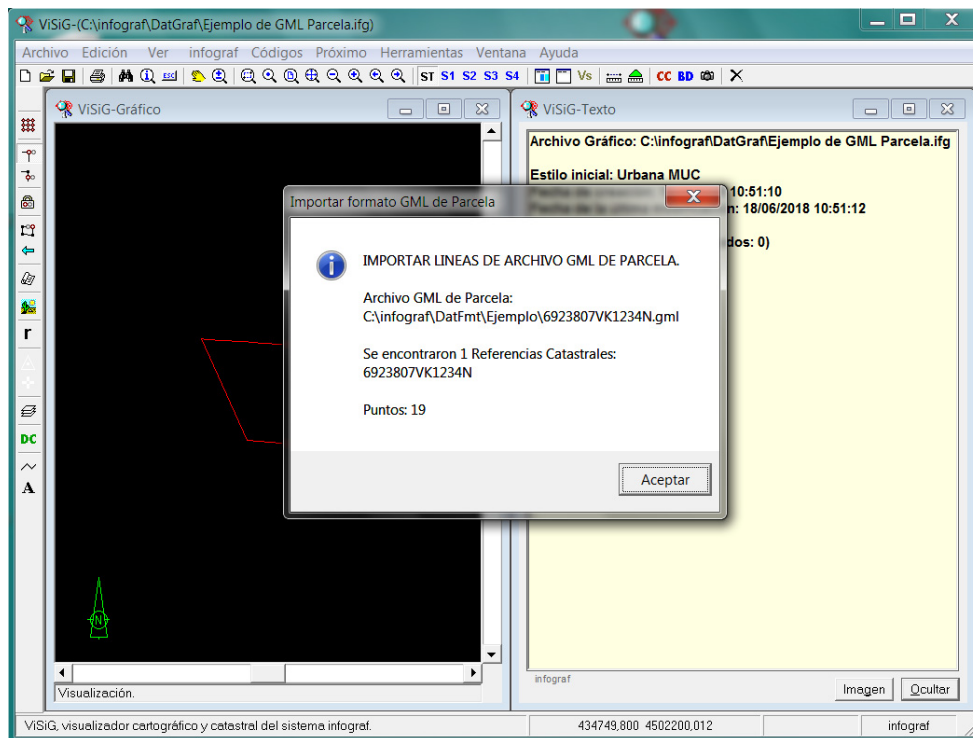 ViSiG-(C:\infograf\DatGraf\Ejemplo de GML Parcela.ifg)
Archivo Edición Ver infograf Códigos Próximo Herramientas Ventana Ayuda
ESC ST S1 S2 S3 S4 Vs CC BD
ViSiG-Gráfico
ViSiG-Texto
Archivo Gráfico: C:\infograf\DatGraf\Ejemplo de GML Parcela.ifg
Estilo inicial: Urbana MUC
10:51:10
n: 18/06/2018 10:51:12
dos: 0)
Importar formato GML de Parcela
IMPORTAR LINEAS DE ARCHIVO GML DE PARCELA.
Archivo GML de Parcela:
C:\infograf\DatFmt\Ejemplo\6923807VK1234N.gml
Se encontraron 1 Referencias Catastrales:
6923807VK1234N
Puntos: 19
Aceptar
r
DC
A
N
Visualización.
infograf
Imagen Ocultar
ViSiG, visualizador cartográfico y catastral del sistema infograf. 434749,800 4502200,012 infograf